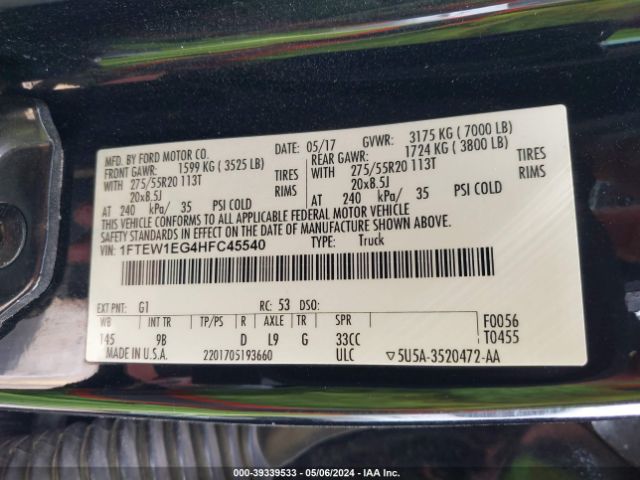 MFD. BY FORD MOTOR CO.
DATE: 05/17 GVWR: 3175 KG ( 7000 LB)
FRONT GAWR: 1599 KG ( 3525 LB) REAR GAWR: 1724 KG ( 3800 LB)
WITH 275/55R20 113T TIRES WITH 275/55R20 113T TIRES
20x8.5J RIMS 20x8.5J RIMS
AT 240 kPa/ 35 PSI COLD AT 240 kPa/ 35 PSI COLD
THIS VEHICLE CONFORMS TO ALL APPLICABLE FEDERAL MOTOR VEHICLE
SAFETY STANDARDS IN EFFECT ON THE DATE OF MANUFACTURE SHOWN ABOVE.
VIN: 1FTEW1EG4HFC45540 TYPE: Truck
EXT PNT: G1 RC: 53 DSO:
WB INT TR TP/PS R AXLE TR SPR F0056
145 9B D L9 G 33CC T0455
MADE IN U.S.A. 2201705193660 ULC ▽5U5A-3520472-AA
000-39339533 - 05/06/2024 - IAA Inc.